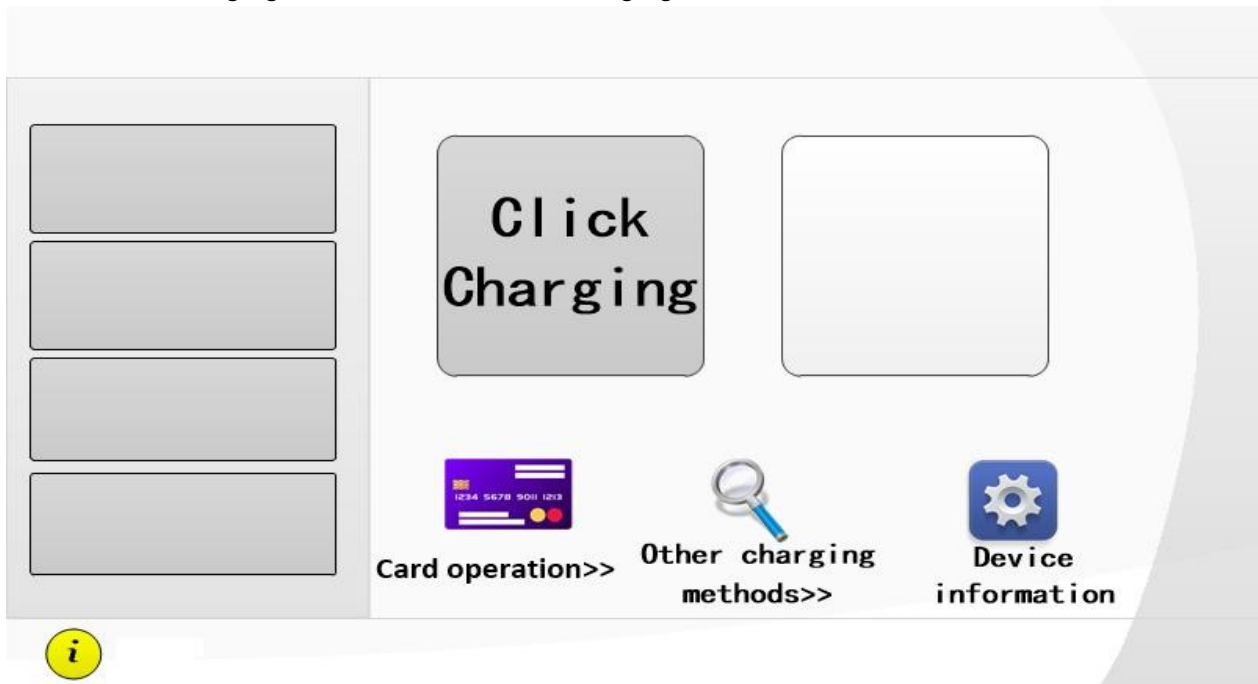 Click
Charging
1234 5678 9011 1213
Card operation>>
Other charging
methods>>
Device
information
i